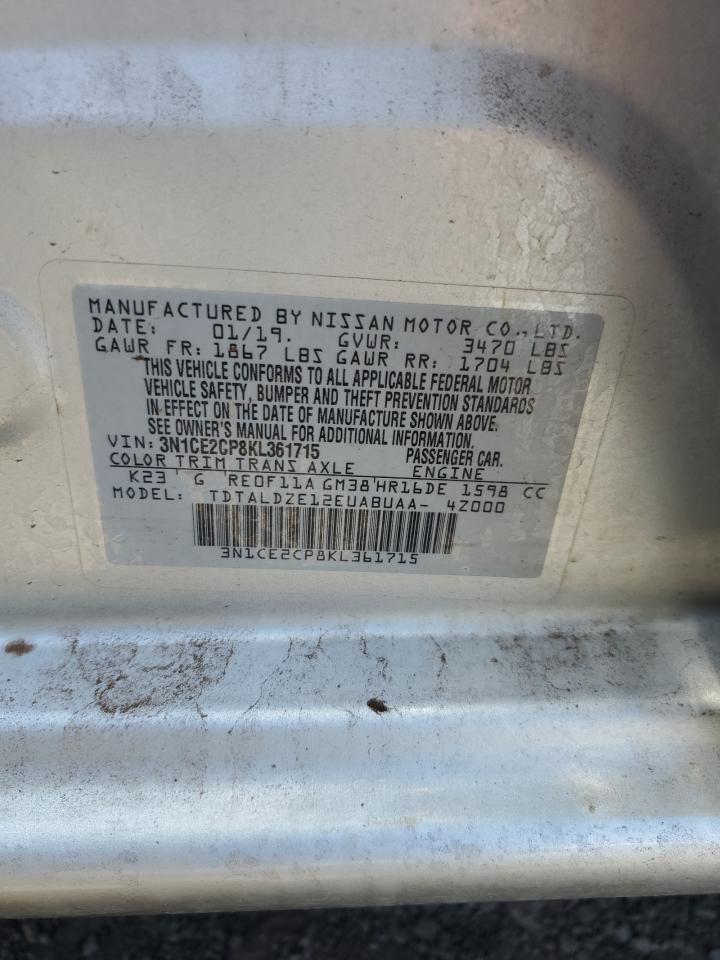 MANUFACTURED BY NISSAN MOTOR CO., LTD.
DATE: 01/19. GVWR: 3470 LBS
GAWR FR: 1867 LBS GAWR RR: 1704 LBS
THIS VEHICLE CONFORMS TO ALL APPLICABLE FEDERAL MOTOR
VEHICLE SAFETY, BUMPER AND THEFT PREVENTION STANDARDS
IN EFFECT ON THE DATE OF MANUFACTURE SHOWN ABOVE.
SEE OWNER'S MANUAL FOR ADDITIONAL INFORMATION.
VIN: 3N1CE2CP8KL361715 PASSENGER CAR.
COLOR TRIM TRANS AXLE ENGINE
K23 G RE0F11A GM38 HR16DE 1598 CC
MODEL: TDTALDZE12EUABUAA- 4Z000
3N1CE2CP8KL361715